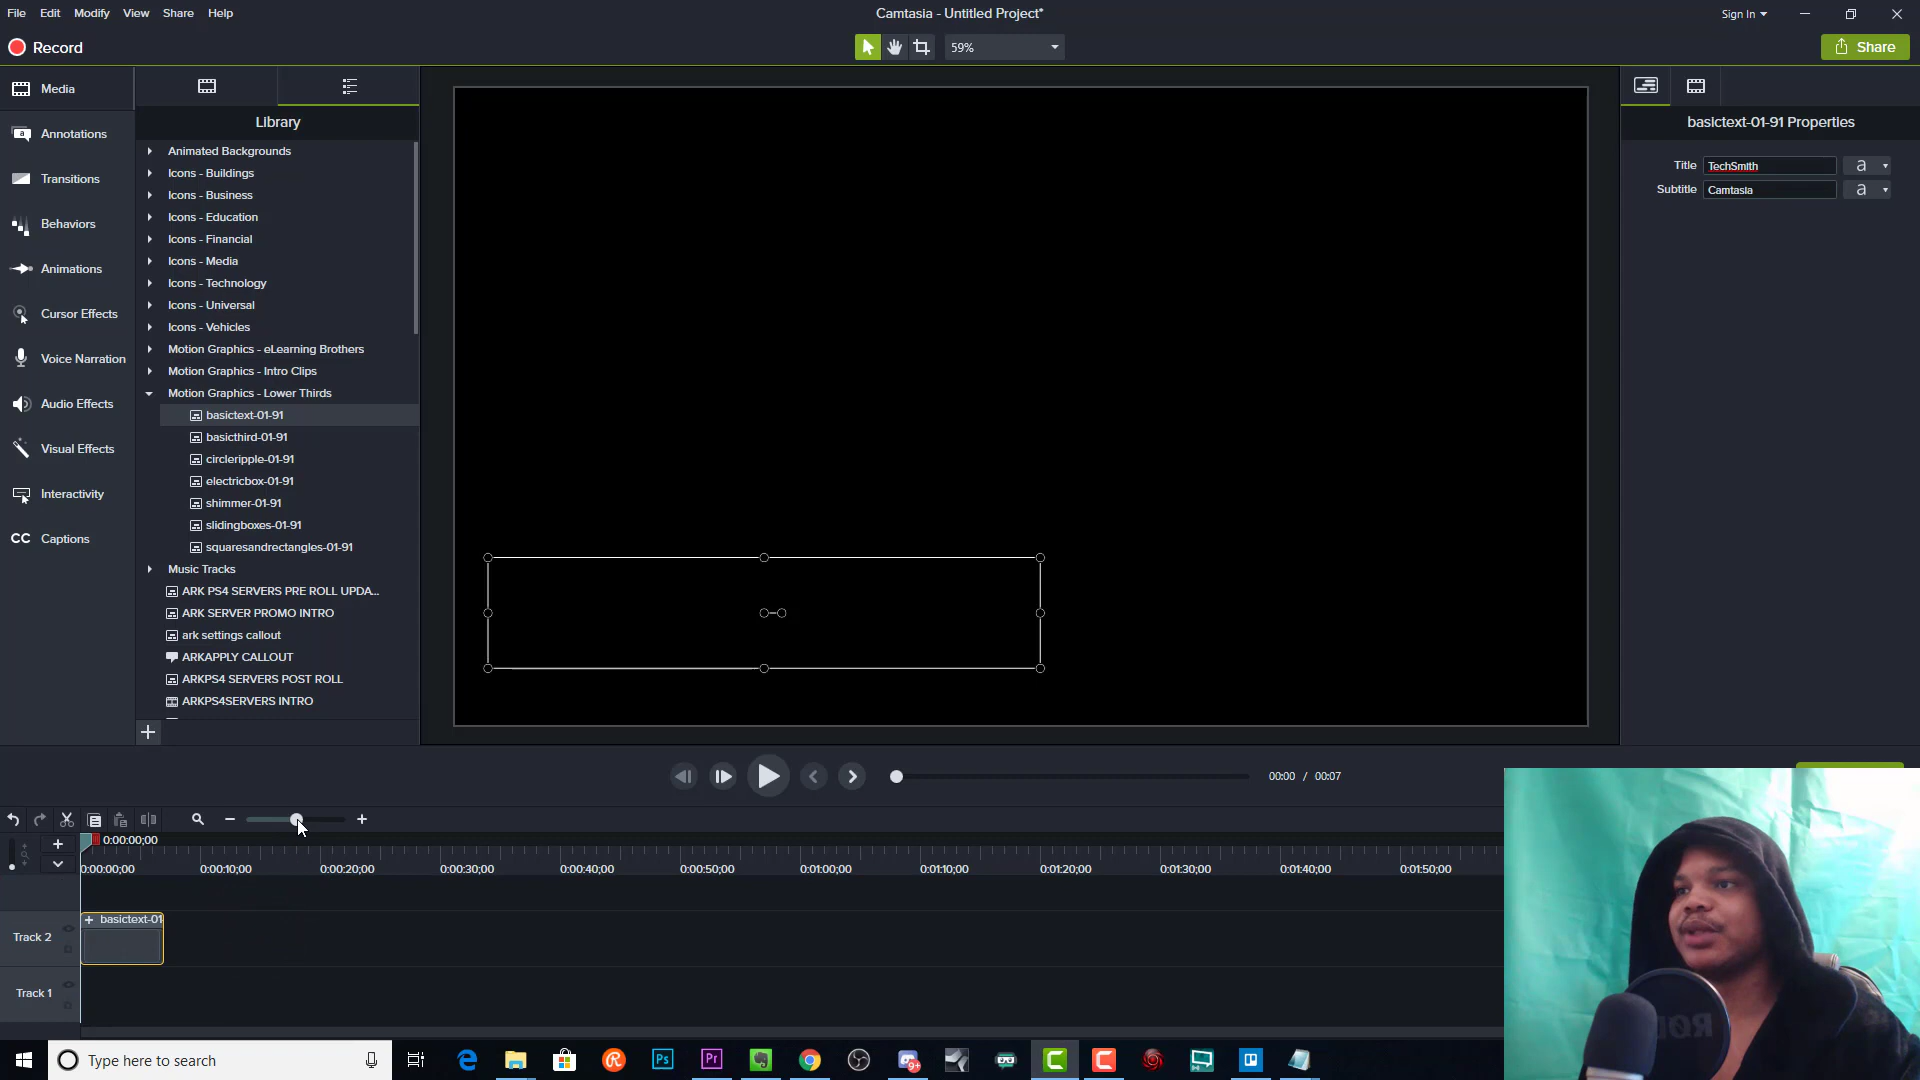 File Edit Modify View Share Help
Camtasia - Untitled Project*
Sign In
Record
59%
Share
Media
Annotations
Transitions
Behaviors
Animations
Cursor Effects
Voice Narration
Audio Effects
Visual Effects
Interactivity
CC Captions
Library
Animated Backgrounds
Icons - Buildings
Icons - Business
Icons - Education
Icons - Financial
Icons - Media
Icons - Technology
Icons - Universal
Icons - Vehicles
Motion Graphics - eLearning Brothers
Motion Graphics - Intro Clips
Motion Graphics - Lower Thirds
basictext-01-91
basicthird-01-91
circleripple-01-91
electricbox-01-91
shimmer-01-91
slidingboxes-01-91
squaresandrectangles-01-91
Music Tracks
ARK PS4 SERVERS PRE ROLL UPDA...
ARK SERVER PROMO INTRO
ark settings callout
ARKAPPLY CALLOUT
ARKPS4 SERVERS POST ROLL
ARKPS4SERVERS INTRO
basictext-01-91 Properties
Title TechSmith a
Subtitle Camtasia a
00:00 / 00:07
0:00:00;00
0:00:00;00 0:00:10;00 0:00:20;00 0:00:30;00 0:00:40;00 0:00:50;00 0:01:00;00 0:01:10;00 0:01:20;00 0:01:30;00 0:01:40;00 0:01:50;00
basictext-01
Track 2
Track 1
Type here to search
Ps
Pr
9+